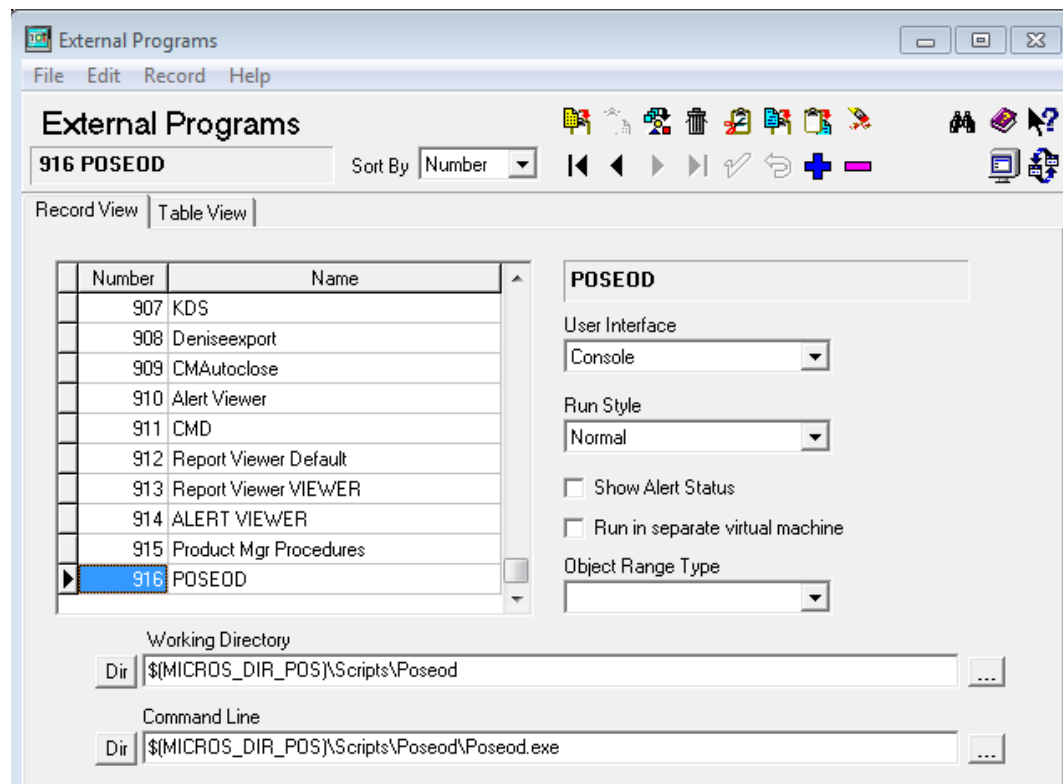 External Programs
File Edit Record Help
External Programs
916 POSEOD
Sort By Number
Record View Table View
Number Name
907 KDS
908 Deniseexport
909 CMAutoclose
910 Alert Viewer
911 CMD
912 Report Viewer Default
913 Report Viewer VIEWER
914 ALERT VIEWER
915 Product Mgr Procedures
916 POSEOD
POSEOD
User Interface
Console
Run Style
Normal
Show Alert Status
Run in separate virtual machine
Object Range Type
Working Directory
Dir $(MICROS_DIR_POS)\Scripts\Poseod ...
Command Line
Dir $(MICROS_DIR_POS)\Scripts\Poseod\Poseod.exe ...